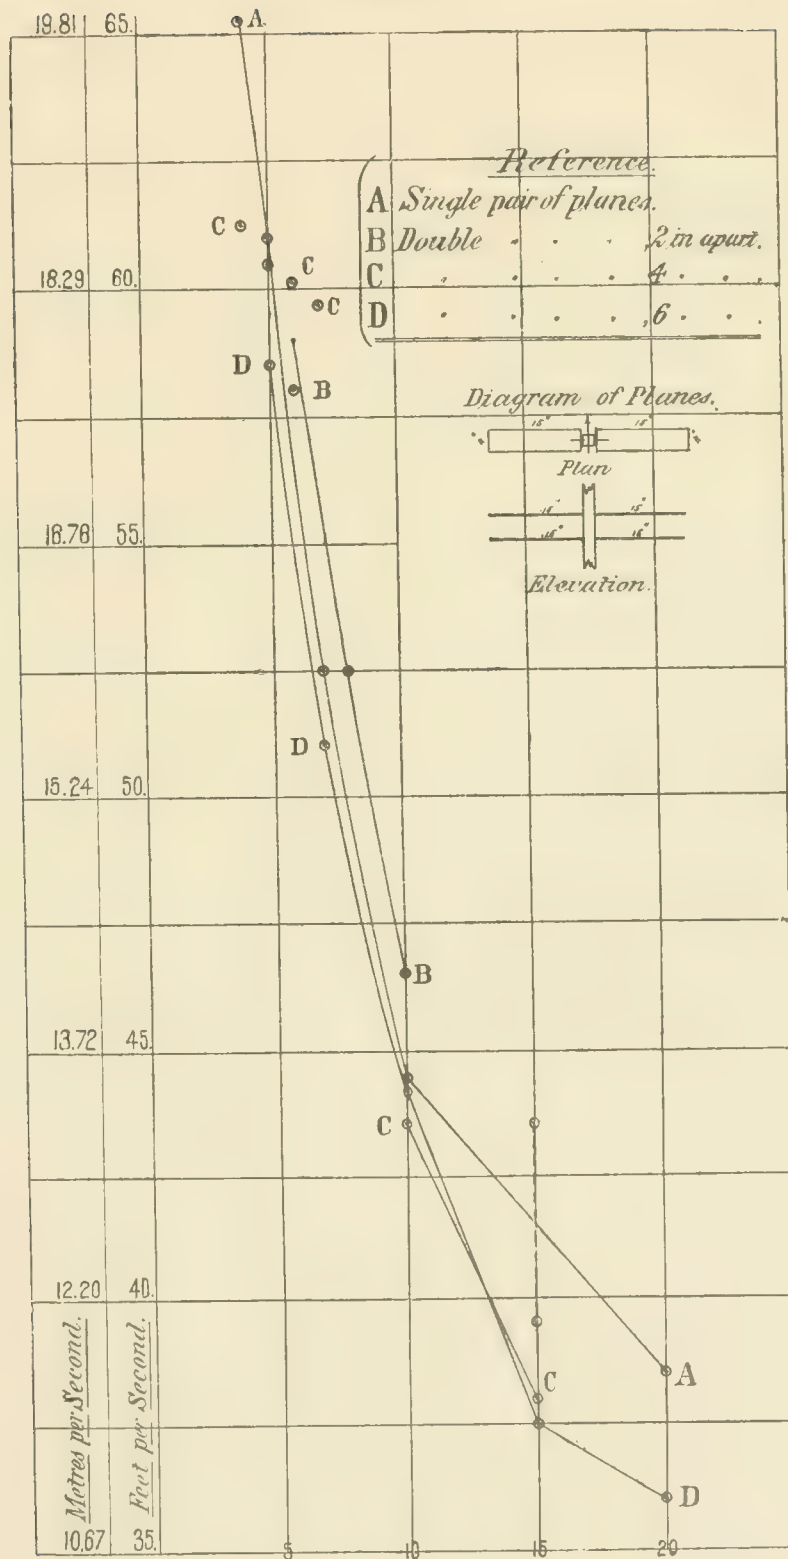 19.81 65.
A
Reference.
A Single pair of planes.
B Double . . . 2 in apart.
C . . . . 4 . . .
D . . . . 6 . . .
C
18.29 60.
C
C
D
B
Diagram of Planes.
15" 15"
Plan
15" 15"
15" 15"
Elevation.
16.76 55.
D
15.24 50.
B
13.72 45.
C
12.20 40.
Metres per Second.
Feet per Second.
C
A
D
10.67 35.
5 10 15 20